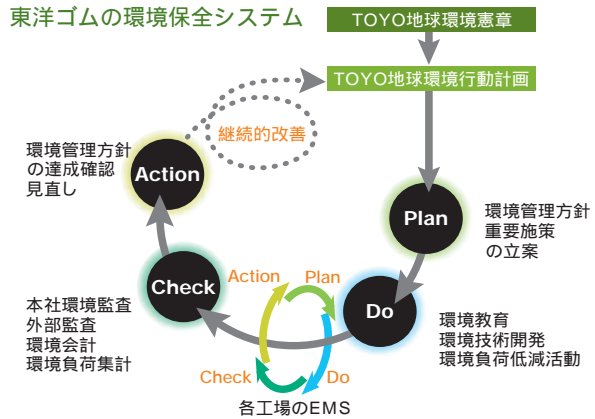 東洋ゴムの環境保全システム
TOYO地球環境憲章
TOYO地球環境行動計画
継続的改善
環境管理方針
の達成確認
見直し
Action
Plan
環境管理方針
重要施策
の立案
Check
本社環境監査
外部監査
環境会計
環境負荷集計
Action
Plan
Do
環境教育
環境技術開発
環境負荷低減活動
Check
Do
各工場のEMS